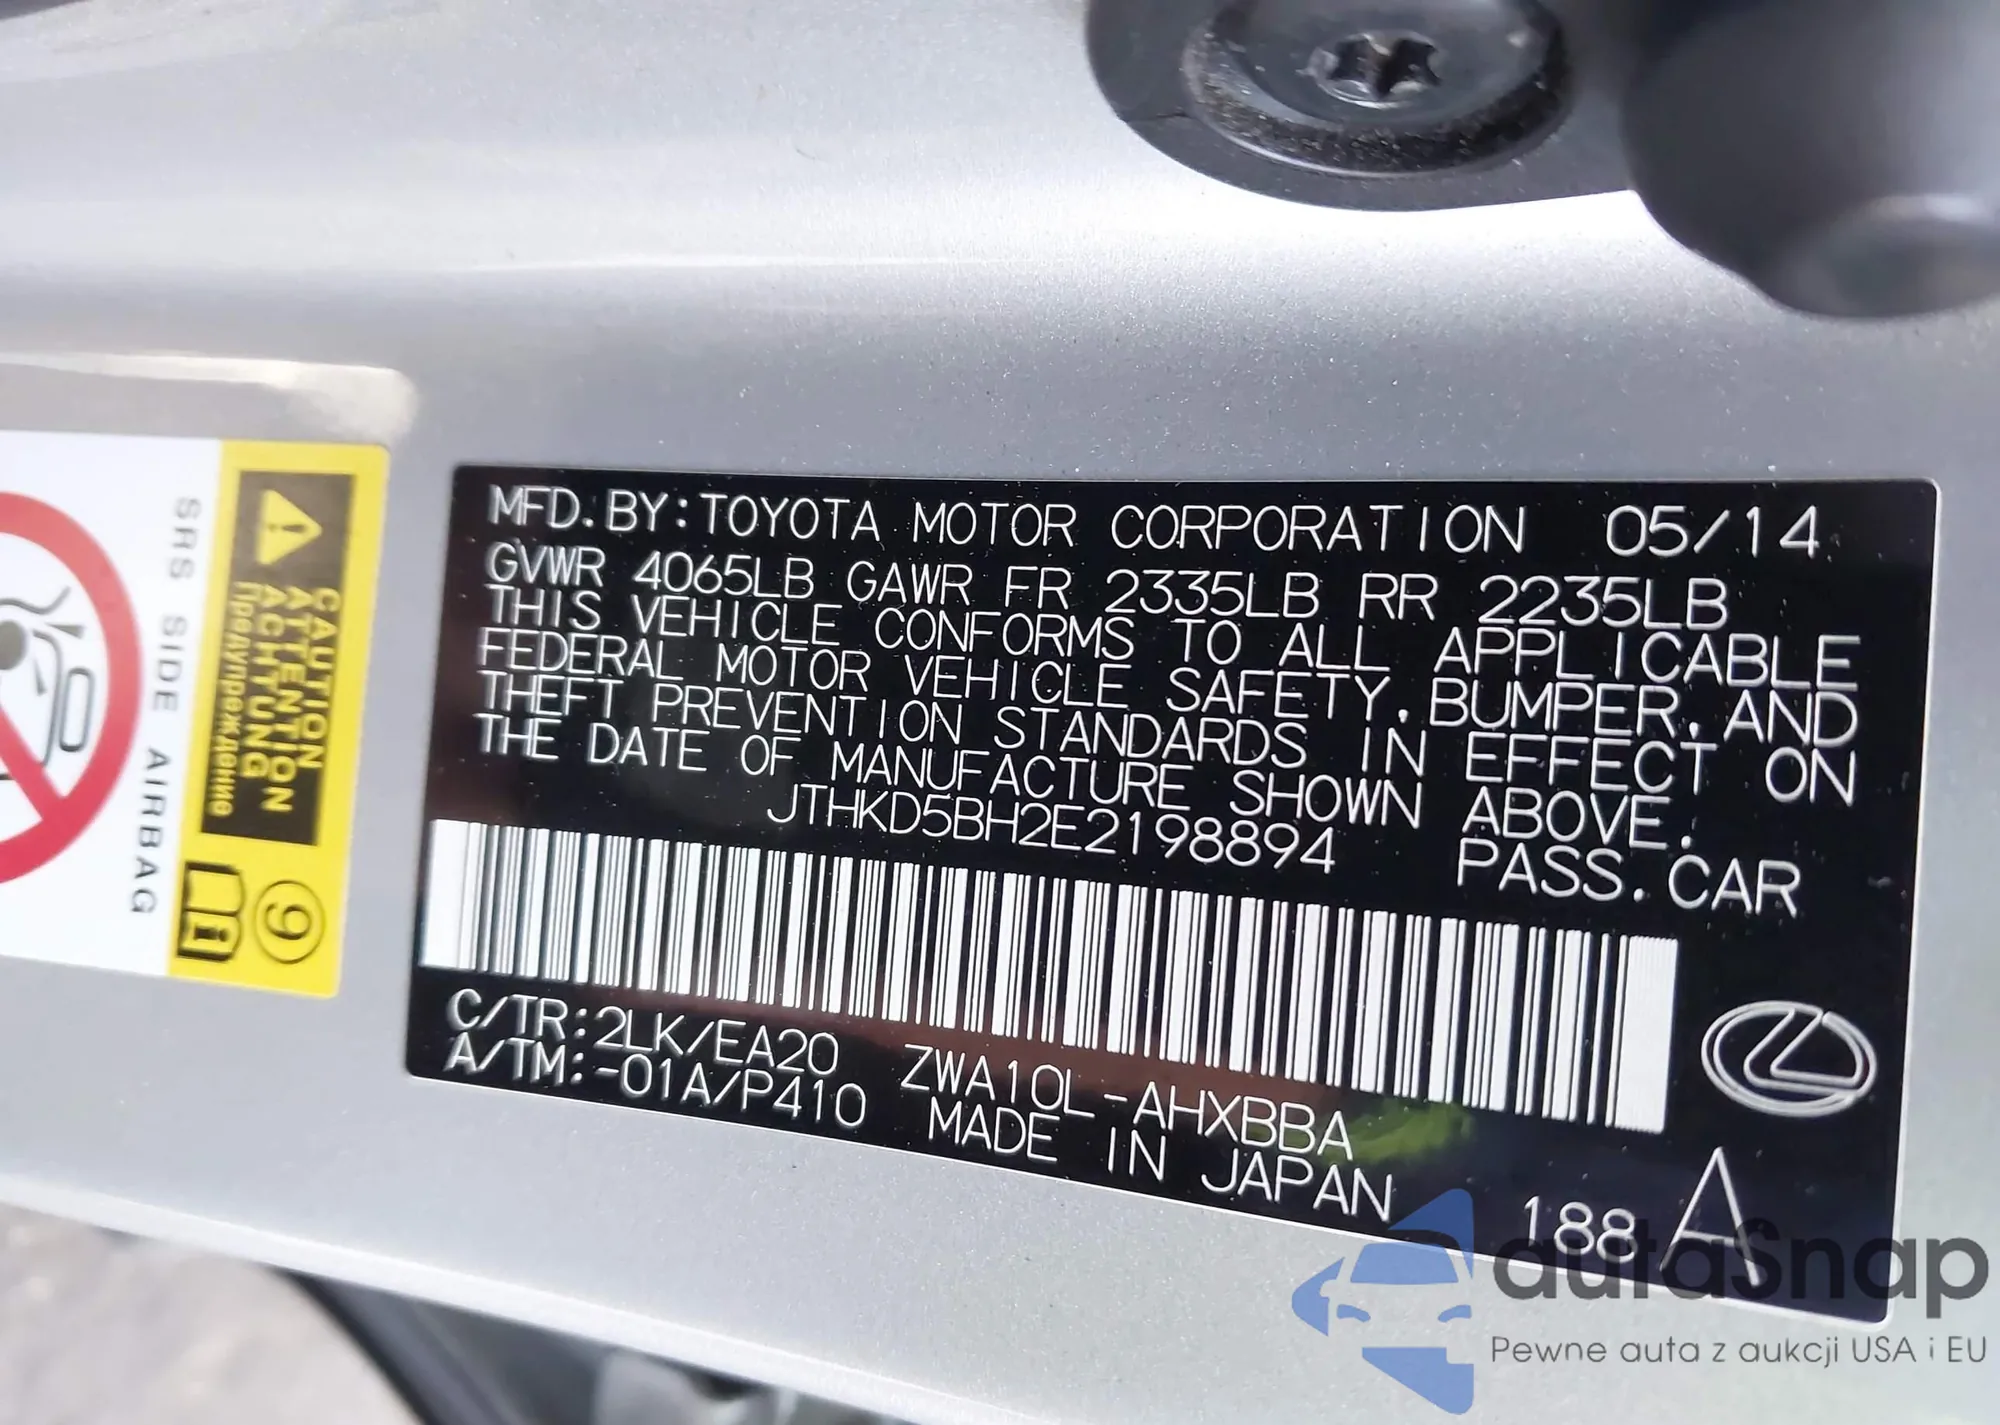 MFD. BY: TOYOTA MOTOR CORPORATION 05/14
GVWR 4065LB GAWR FR 2335LB RR 2235LB
THIS VEHICLE CONFORMS TO ALL APPLICABLE
FEDERAL MOTOR VEHICLE SAFETY, BUMPER, AND
THEFT PREVENTION STANDARDS IN EFFECT ON
THE DATE OF MANUFACTURE SHOWN ABOVE.
JTHKD5BH2E2198894 PASS. CAR
C/TR: 2LK/EA20 ZWA10L-AHXBBA
A/TM: -01A/P410 MADE IN JAPAN
188 A
SRS SIDE AIRBAG
CAUTION
ATTENTION
ACHTUNG
Предупреждение
9
i
autaSnap
Pewne auta z aukcji USA i EU